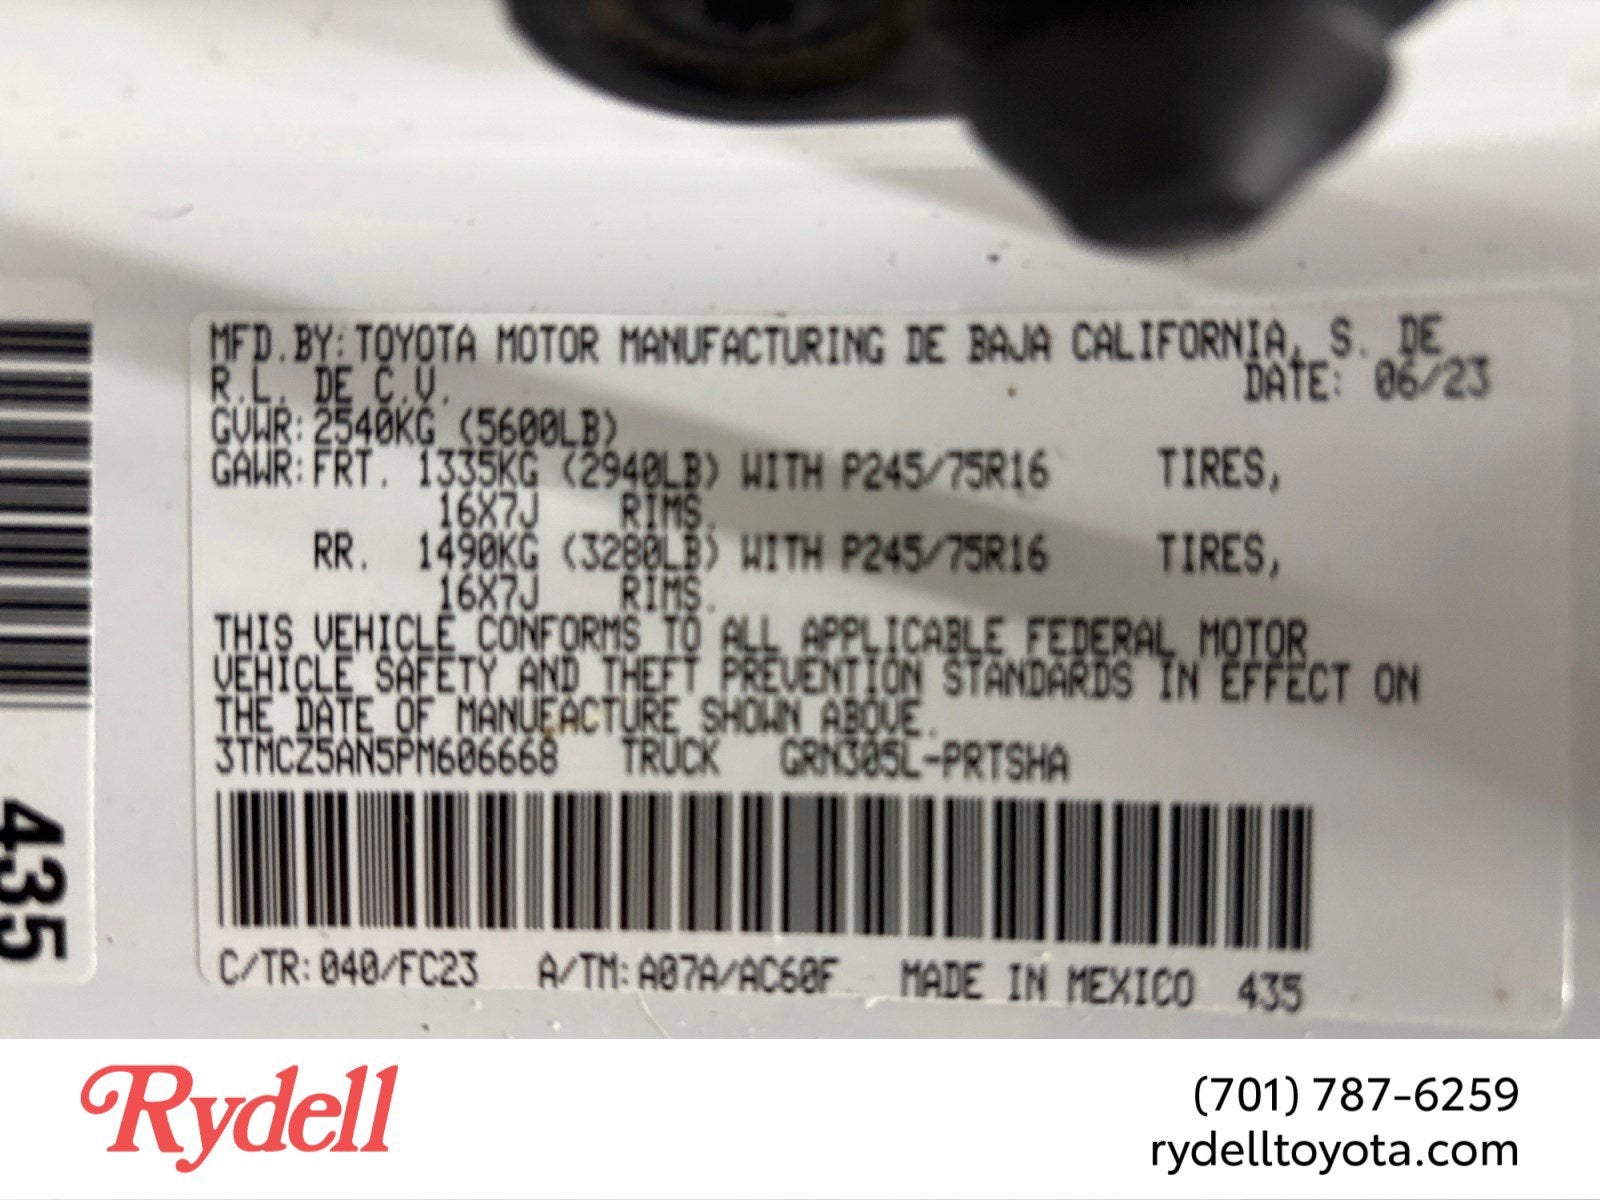 MFD.BY: TOYOTA MOTOR MANUFACTURING DE BAJA CALIFORNIA, S. DE
R.L. DE C.V. DATE: 06/23
GVWR: 2540KG (5600LB)
GAWR: FRT. 1335KG (2940LB) WITH P245/75R16 TIRES,
16X7J RIMS.
RR. 1490KG (3280LB) WITH P245/75R16 TIRES,
16X7J RIMS.
THIS VEHICLE CONFORMS TO ALL APPLICABLE FEDERAL MOTOR
VEHICLE SAFETY AND THEFT PREVENTION STANDARDS IN EFFECT ON
THE DATE OF MANUFACTURE SHOWN ABOVE.
3TMCZ5AN5PM606668 TRUCK GRN305L-PRTSHA
C/TR: 040/FC23 A/TM: A07A/AC60F MADE IN MEXICO 435
435
Rydell
(701) 787-6259
rydelltoyota.com